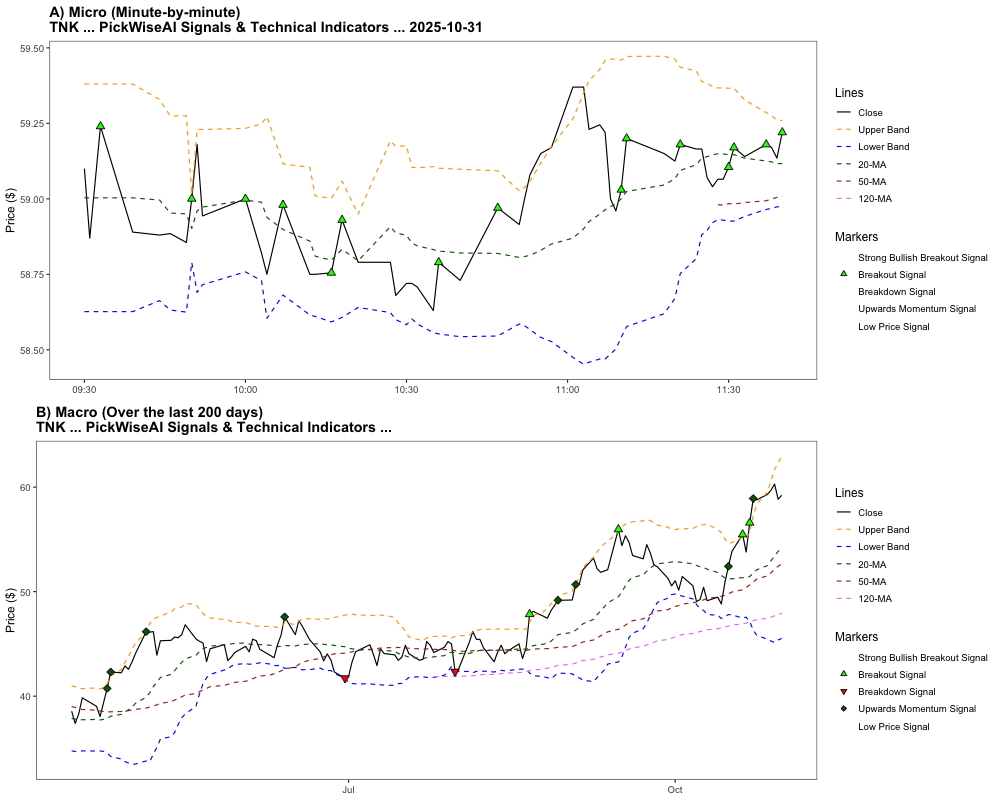 A) Micro (Minute-by-minute)
TNK ... PickWiseAI Signals & Technical Indicators ... 2025-10-31
Price ($)
59.50
59.25
59.00
58.75
58.50
09:30
10:00
10:30
11:00
11:30
Lines
Close
Upper Band
Lower Band
20-MA
50-MA
120-MA
Markers
Strong Bullish Breakout Signal
Breakout Signal
Breakdown Signal
Upwards Momentum Signal
Low Price Signal
B) Macro (Over the last 200 days)
TNK ... PickWiseAI Signals & Technical Indicators ...
Price ($)
60
50
40
Jul
Oct
Lines
Close
Upper Band
Lower Band
20-MA
50-MA
120-MA
Markers
Strong Bullish Breakout Signal
Breakout Signal
Breakdown Signal
Upwards Momentum Signal
Low Price Signal